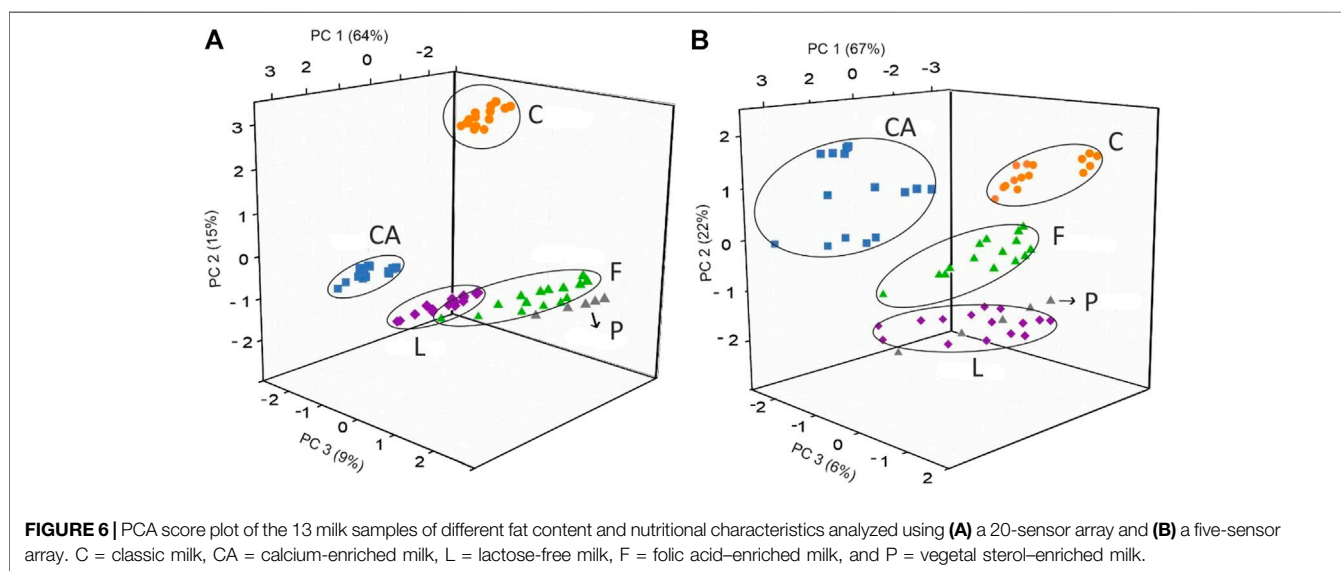 A
PC 1 (64%)
3 2 0 -2
3
2
1
0
- 1
- 2
PC 2 (15%)
-2
-1
0
1
2
PC 3 (9%)
C
CA
F
L
P
B
PC 1 (67%)
3 2 0 -2 -3
2
1
0
- 1
- 2
PC 2 (22%)
-2
-1
0
- 1
2
PC 3 (6%)
CA
C
F
P
L
FIGURE 6 | PCA score plot of the 13 milk samples of different fat content and nutritional characteristics analyzed using (A) a 20-sensor array and (B) a five-sensor
array. C = classic milk, CA = calcium-enriched milk, L = lactose-free milk, F = folic acid–enriched milk, and P = vegetal sterol–enriched milk.